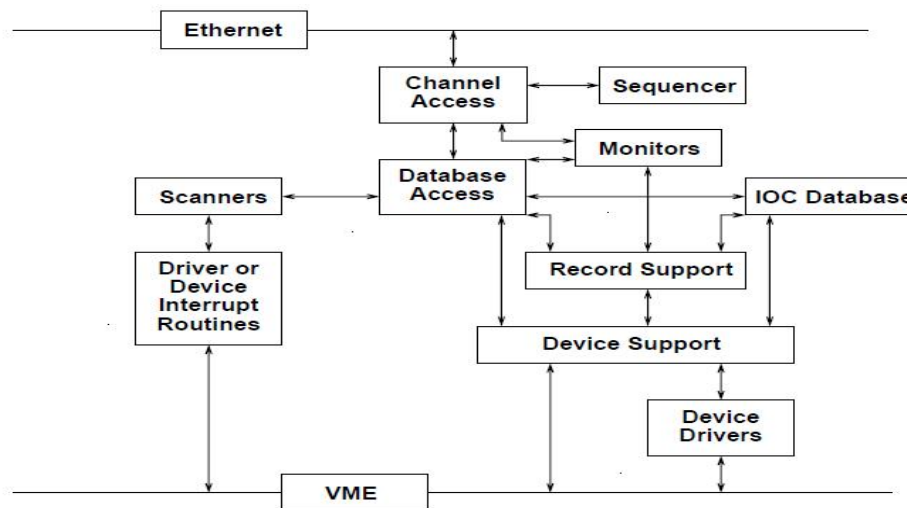 Ethernet
Channel
Access
Sequencer
Monitors
Database
Access
Scanners
IOC Database
Driver or
Device
Interrupt
Routines
Record Support
Device Support
Device
Drivers
VME